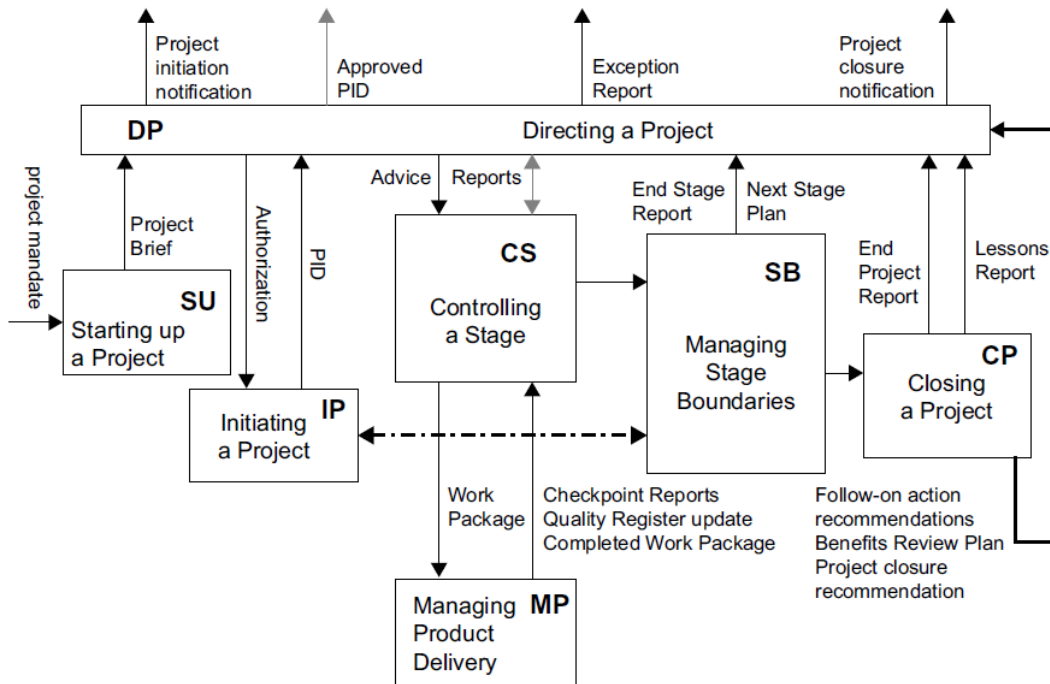 Project
initiation
notification
Approved
PID
Exception
Report
Project
closure
notification
DP
Directing a Project
project mandate
Project
Brief
Authorization
PID
Advice
Reports
End Stage
Report
Next Stage
Plan
End
Project
Report
Lessons
Report
SU
Starting up
a Project
IP
Initiating
a Project
CS
Controlling
a Stage
SB
Managing
Stage
Boundaries
CP
Closing
a Project
Work
Package
Checkpoint Reports
Quality Register update
Completed Work Package
Follow-on action
recommendations
Benefits Review Plan
Project closure
recommendation
MP
Managing
Product
Delivery